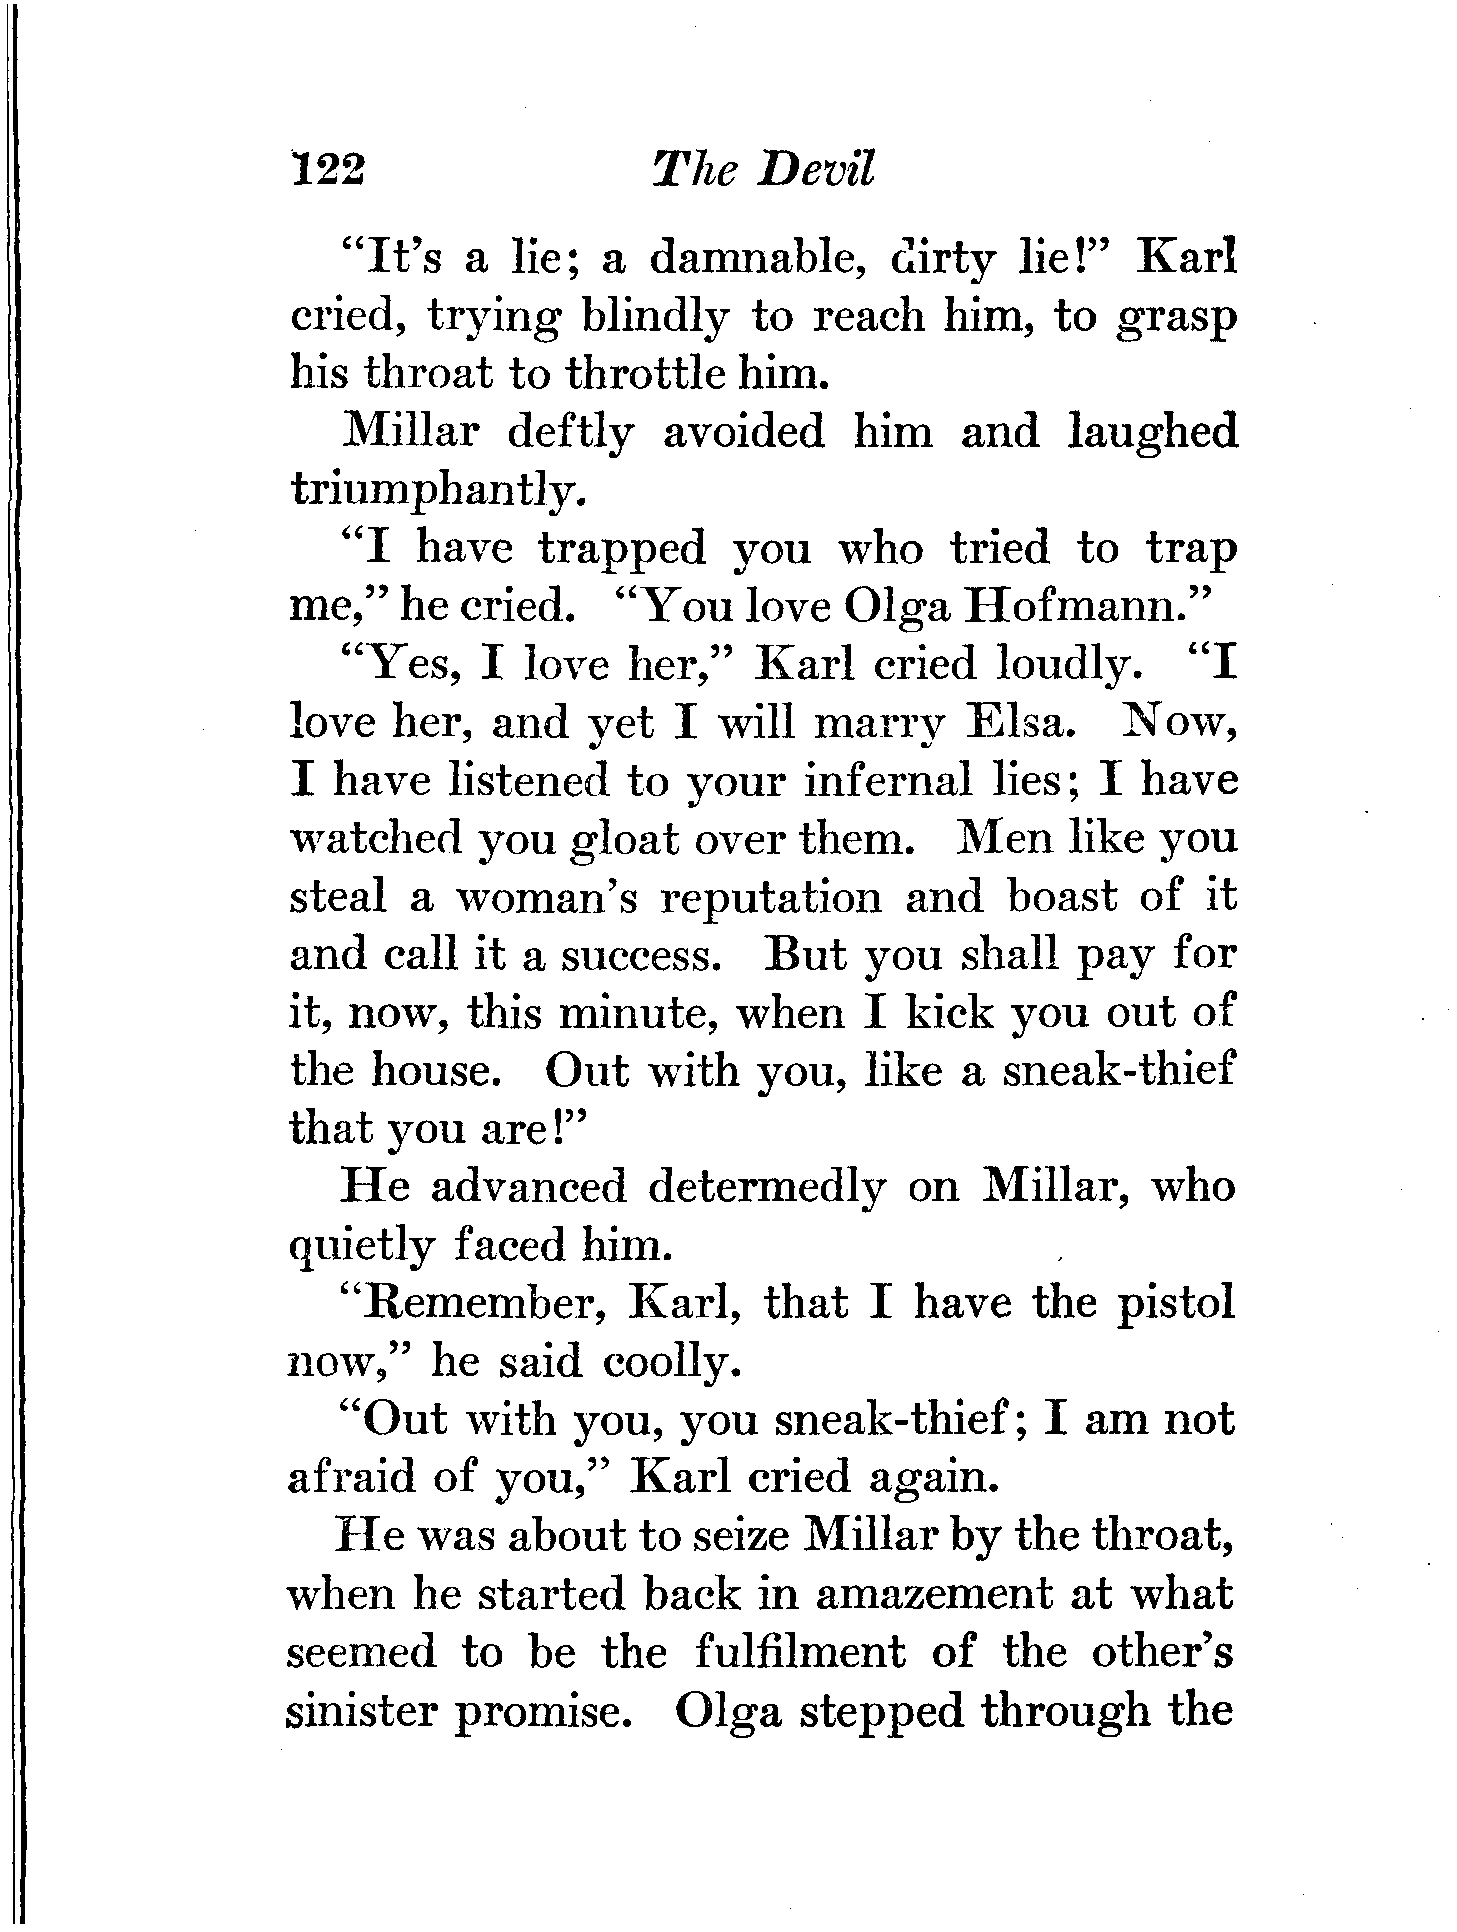 122 The Devil
“It’s a lie; a damnable, dirty lie!” Karl
cried, trying blindly to reach him, to grasp
his throat to throttle him.
Millar deftly avoided him and laughed
triumphantly.
“I have trapped you who tried to trap
me,” he cried. “You love Olga Hofmann.”
“Yes, I love her,” Karl cried loudly. “I
love her, and yet I will marry Elsa. Now,
I have listened to your infernal lies; I have
watched you gloat over them. Men like you
steal a woman’s reputation and boast of it
and call it a success. But you shall pay for
it, now, this minute, when I kick you out of
the house. Out with you, like a sneak-thief
that you are!”
He advanced determedly on Millar, who
quietly faced him.
“Remember, Karl, that I have the pistol
now,” he said coolly.
“Out with you, you sneak-thief; I am not
afraid of you,” Karl cried again.
He was about to seize Millar by the throat,
when he started back in amazement at what
seemed to be the fulfilment of the other’s
sinister promise. Olga stepped through the